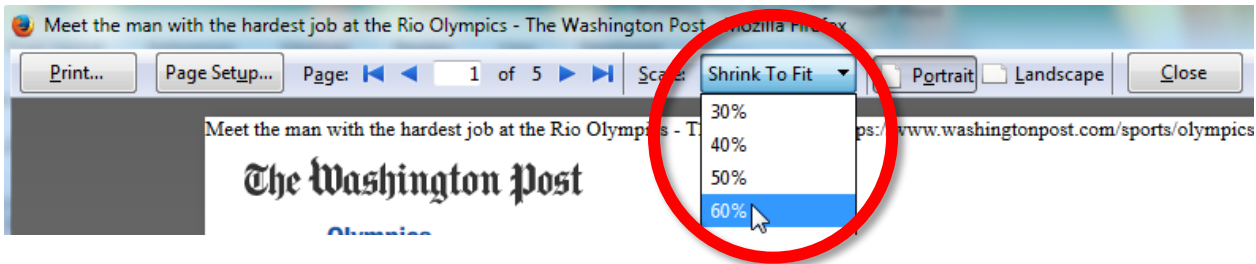 Meet the man with the hardest job at the Rio Olympics - The Washington Post - Mozilla Firefox
Print... Page Setup... Page: 1 of 5 Scale: Shrink To Fit Portrait Landscape Close
30%
Meet the man with the hardest job at the Rio Olympics - T ps://www.washingtonpost.com/sports/olympics
40%
The Washington Post
50%
60%
Olympics